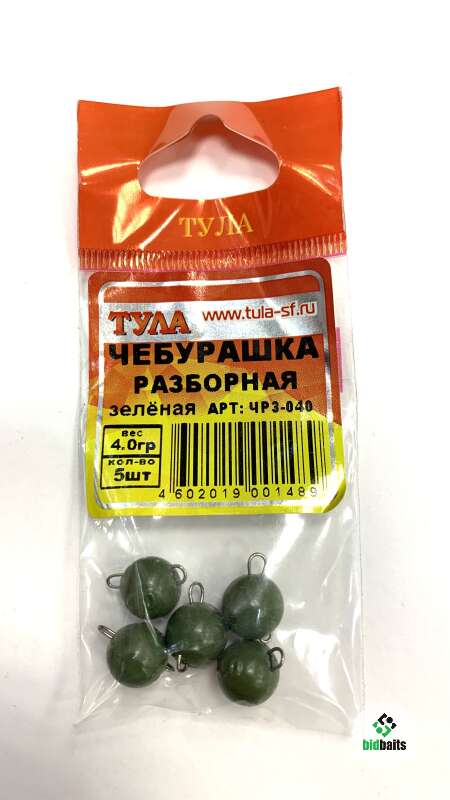 ТУЛА
ТУЛА www.tula-sf.ru
ЧЕБУРАШКА
РАЗБОРНАЯ
зелёная АРТ: ЧРЗ-040
вес
4.0гр
кол-во
5шт
4 602019 001489
bidbaits